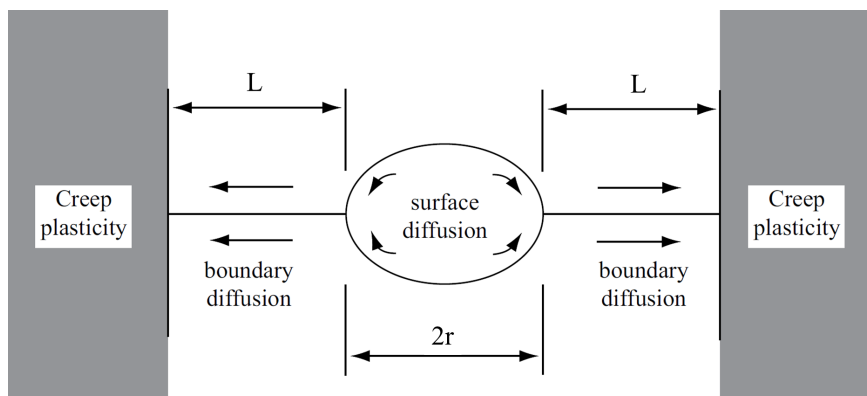 L
L
Creep
plasticity
surface
diffusion
Creep
plasticity
boundary
diffusion
boundary
diffusion
2r